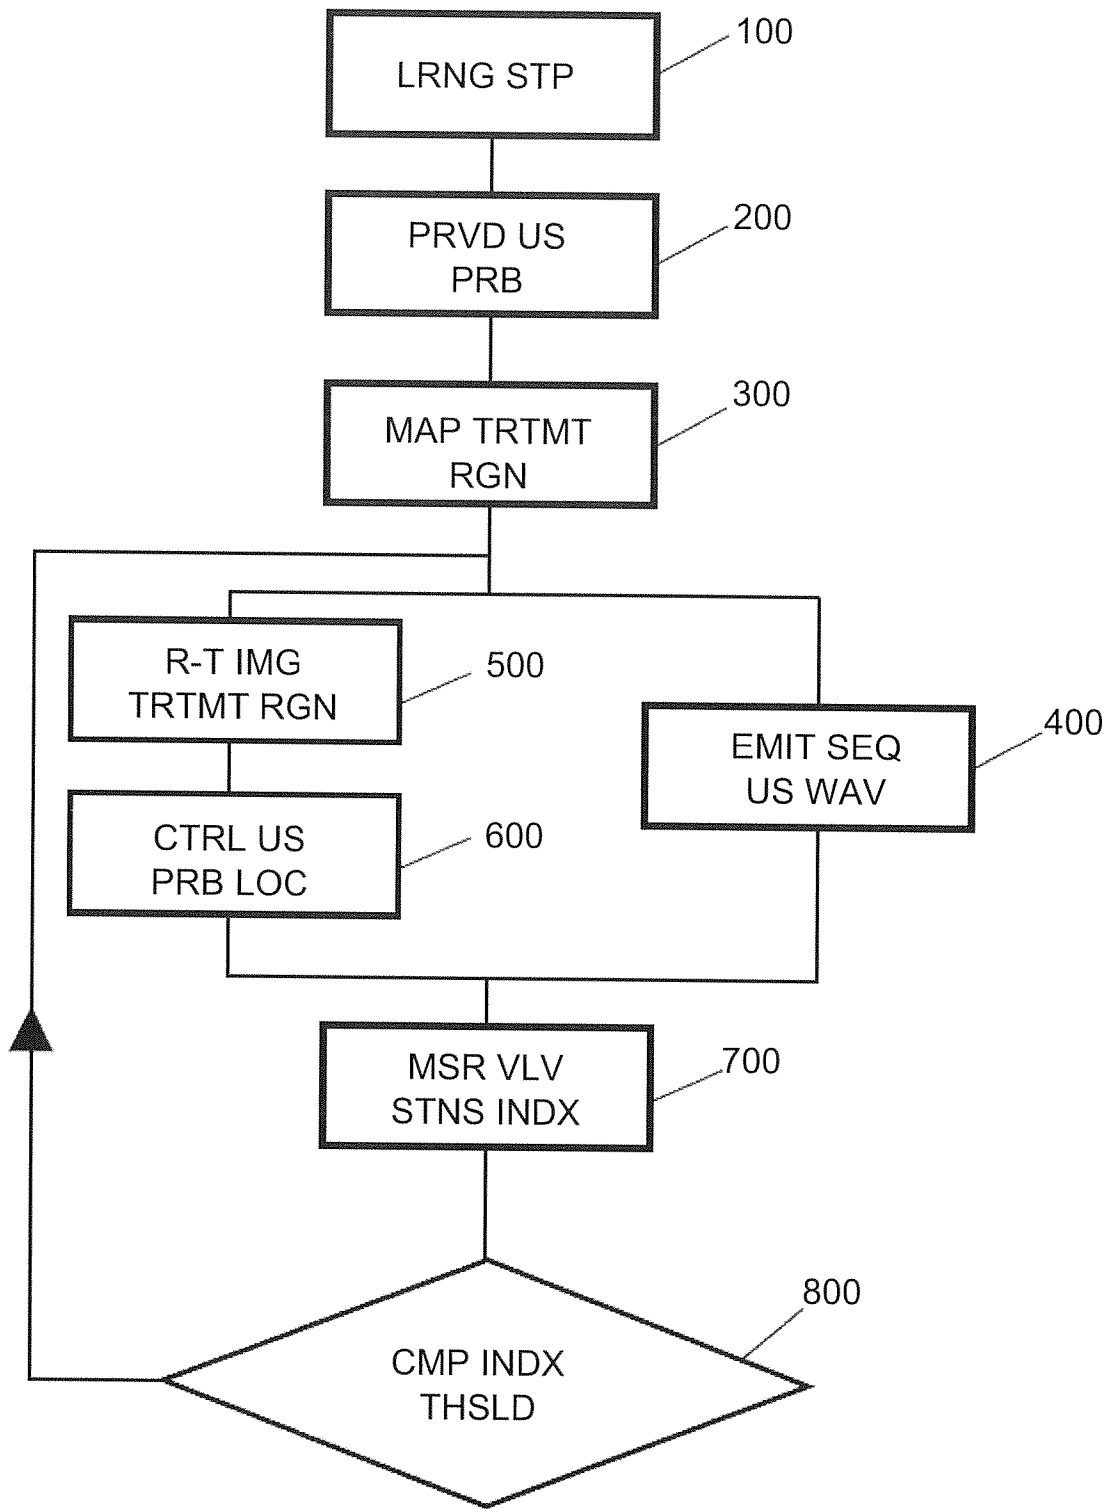 LRNG STP
100
PRVD US
PRB
200
MAP TRTMT
RGN
300
R-T IMG
TRTMT RGN
500
EMIT SEQ
US WAV
400
CTRL US
PRB LOC
600
MSR VLV
STNS INDX
700
CMP INDX
THSLD
800